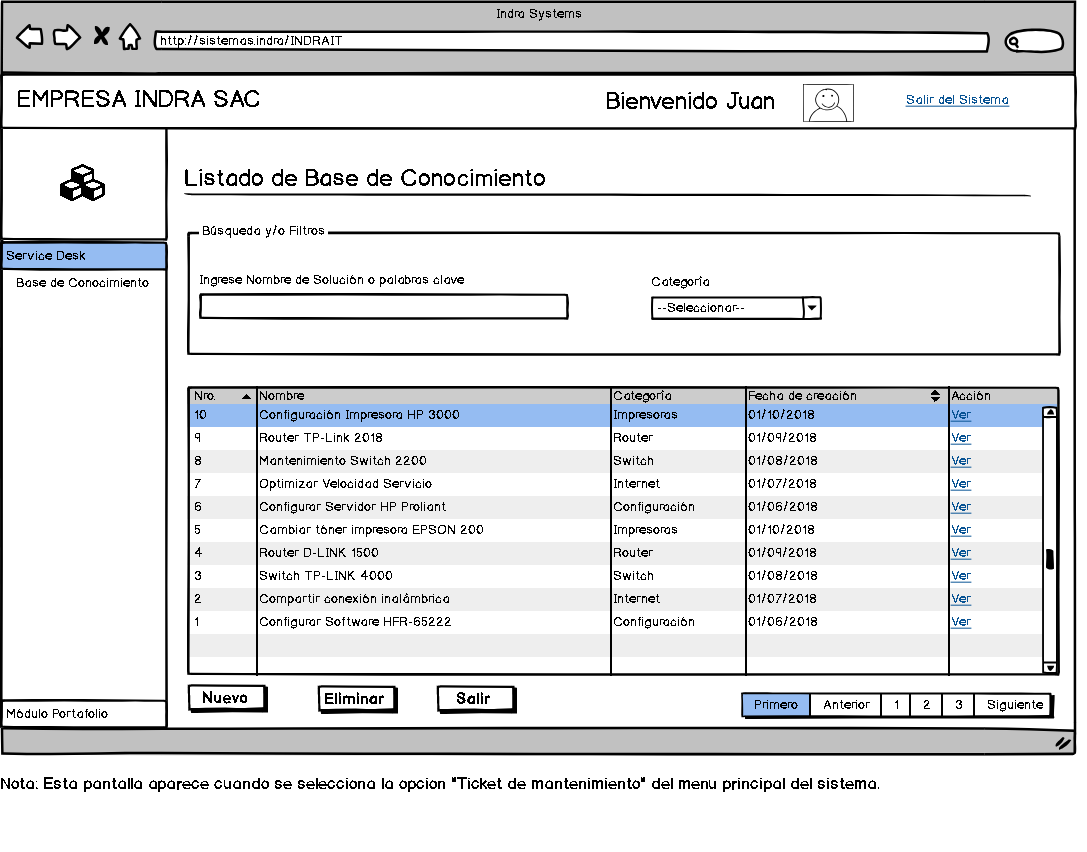 Indra Systems
http://sistemas.indra/INDRAIT
EMPRESA INDRA SAC
Bienvenido Juan
Salir del Sistema
Listado de Base de Conocimiento
Service Desk
Base de Conocimiento
Módulo Portafolio
Búsqueda y/o Filtros
Ingrese Nombre de Solución o palabras clave
Categoría
--Seleccionar--
Nro. Nombre Categoría Fecha de creación Acción
10 Configuración Impresora HP 3000 Impresoras 01/10/2018 Ver
9 Router TP-Link 2018 Router 01/09/2018 Ver
8 Mantenimiento Switch 2200 Switch 01/08/2018 Ver
7 Optimizar Velocidad Servicio Internet 01/07/2018 Ver
6 Configurar Servidor HP Proliant Configuración 01/06/2018 Ver
5 Cambiar tóner impresora EPSON 200 Impresoras 01/10/2018 Ver
4 Router D-LINK 1500 Router 01/09/2018 Ver
3 Switch TP-LINK 4000 Switch 01/08/2018 Ver
2 Compartir conexión inalámbrica Internet 01/07/2018 Ver
1 Configurar Software HFR-65222 Configuración 01/06/2018 Ver
Nuevo Eliminar Salir
Primero Anterior 1 2 3 Siguiente
Nota: Esta pantalla aparece cuando se selecciona la opcion "Ticket de mantenimiento" del menu principal del sistema.